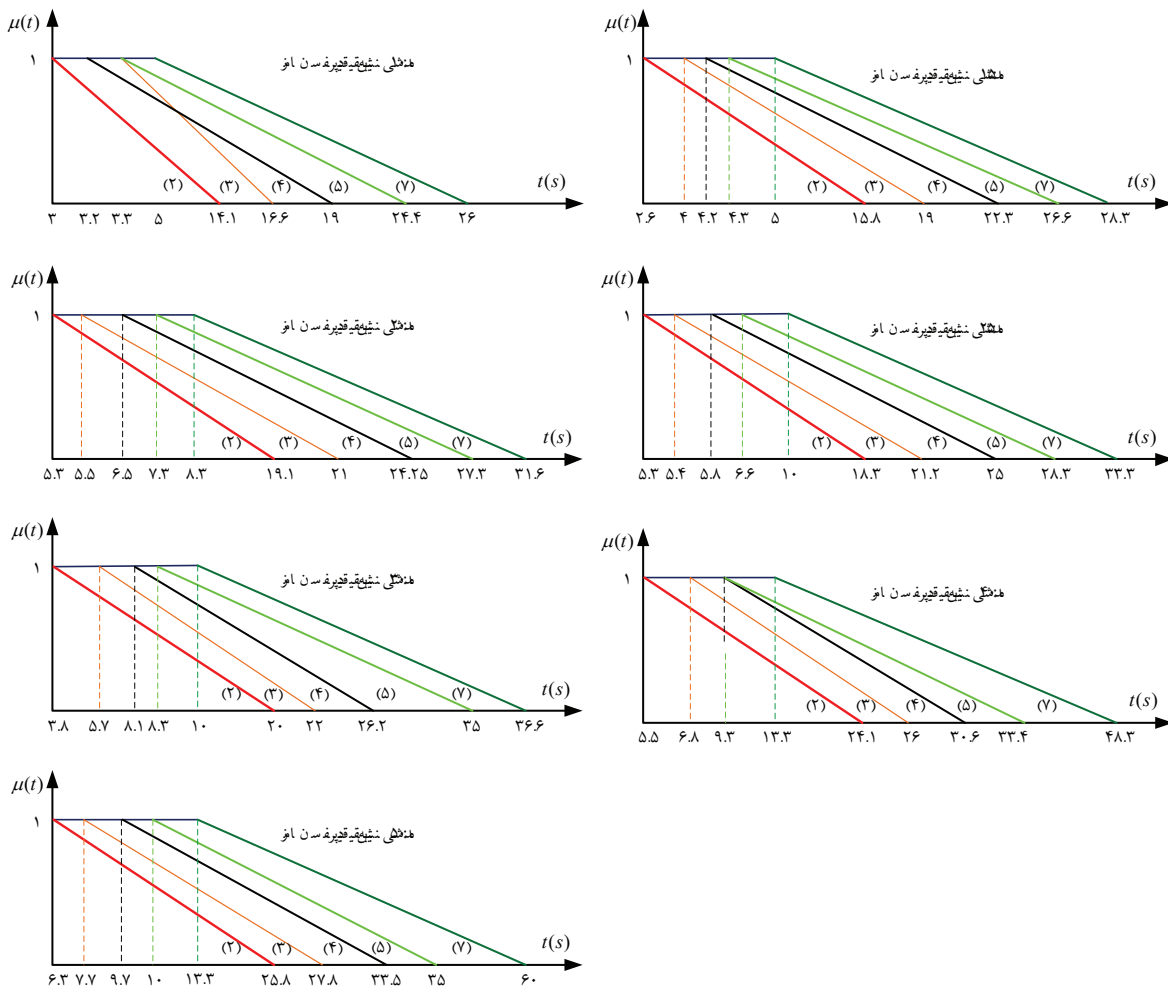 μ(t)
۱
t(s)
(۲) (۳) (۴) (۵) (۷)
۳ ۳.۲ ۳.۳ ۵ ۱۴.۱ ۱۶.۶ ۱۹ ۲۴.۴ ۲۶
μ(t)
۱
t(s)
(۲) (۳) (۴) (۵) (۷)
۲.۶ ۴ ۴.۲ ۴.۳ ۵ ۱۵.۸ ۱۹ ۲۲.۳ ۲۶.۶ ۲۸.۳
μ(t)
۱
t(s)
(۲) (۳) (۴) (۵) (۷)
۵.۳ ۵.۵ ۶.۵ ۷.۳ ۸.۳ ۱۹.۱ ۲۱ ۲۴.۲۵ ۲۷.۳ ۳۱.۶
μ(t)
۱
t(s)
(۲) (۳) (۴) (۵) (۷)
۵.۳ ۵.۴ ۵.۸ ۶.۶ ۱۰ ۱۸.۳ ۲۱.۲ ۲۵ ۲۸.۳ ۳۳.۳
μ(t)
۱
t(s)
(۲) (۳) (۴) (۵) (۷)
۳.۸ ۵.۷ ۸.۱ ۸.۳ ۱۰ ۲۰ ۲۲ ۲۶.۲ ۳۵ ۳۶.۶
μ(t)
۱
t(s)
(۲) (۳) (۴) (۵) (۷)
۵.۵ ۶.۸ ۹.۳ ۱۳.۳ ۲۴.۱ ۲۶ ۳۰.۶ ۳۳.۴ ۴۸.۳
μ(t)
۱
t(s)
(۲) (۳) (۴) (۵) (۷)
۶.۳ ۷.۷ ۹.۷ ۱۰ ۱۳.۳ ۲۵.۸ ۲۷.۸ ۳۳.۵ ۳۵ ۶۰